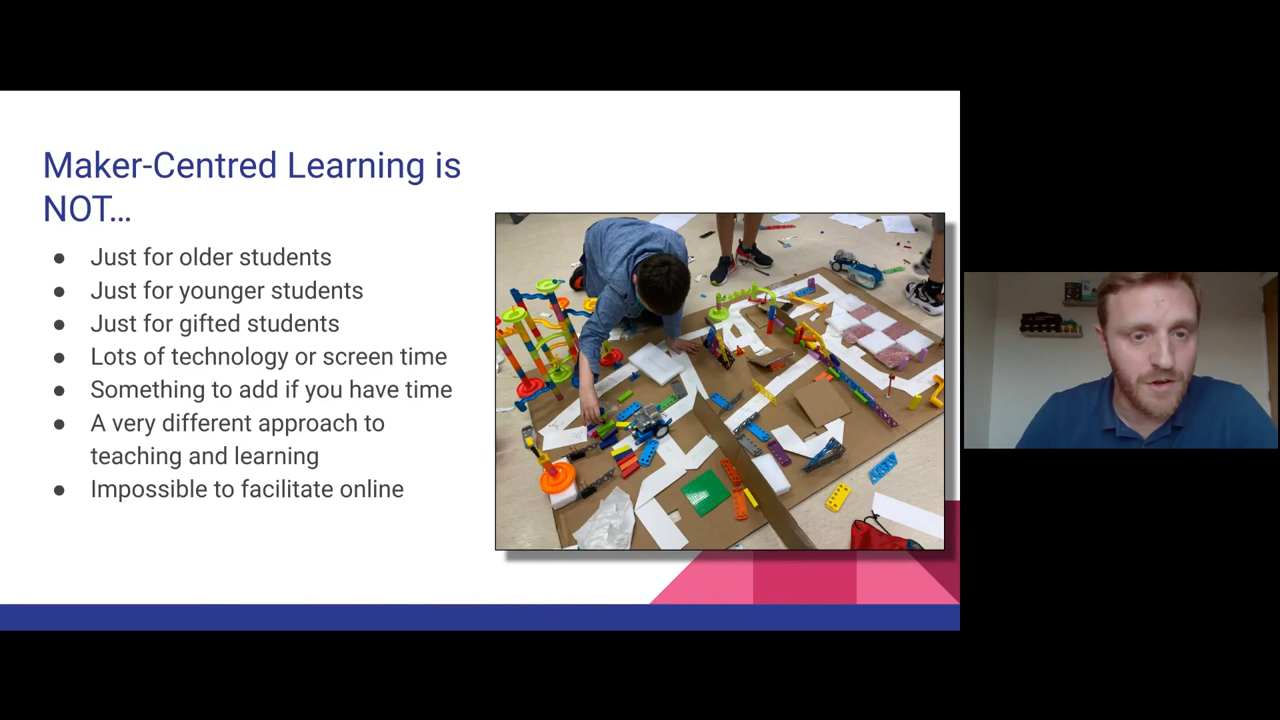 Maker-Centred Learning is
NOT...
● Just for older students
● Just for younger students
● Just for gifted students
● Lots of technology or screen time
● Something to add if you have time
● A very different approach to
teaching and learning
● Impossible to facilitate online